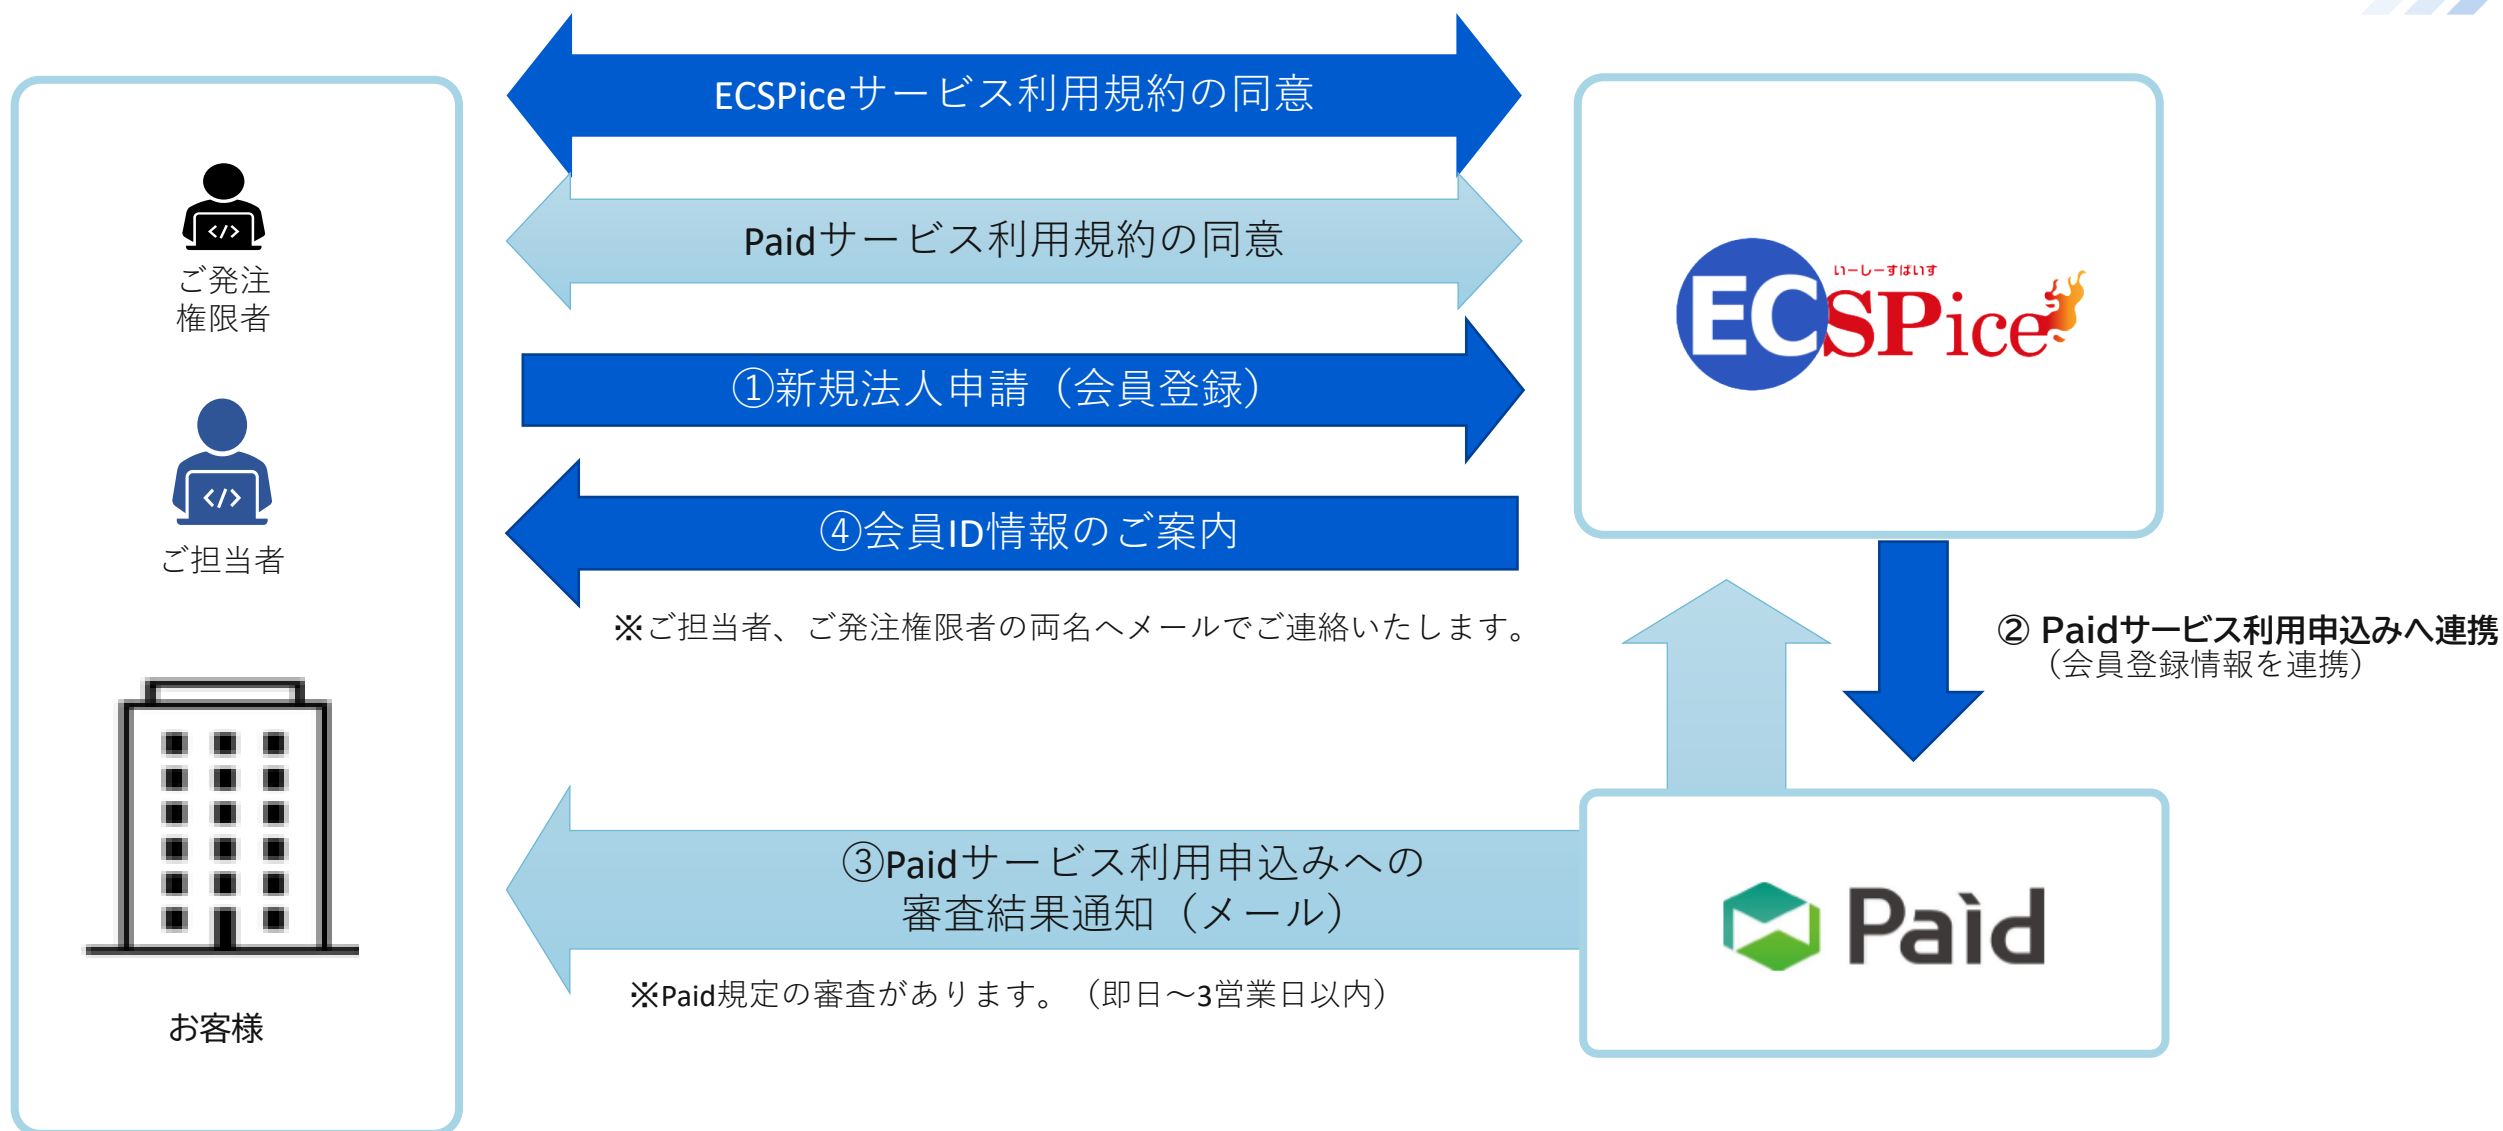 ECSPiceサービス利用規約の同意
Paidサービス利用規約の同意
①新規法人申請（会員登録）
④会員ID情報のご案内
※ご担当者、ご発注権限者の両名へメールでご連絡いたします。
③Paidサービス利用申込みへの
審査結果通知（メール）
※Paid規定の審査があります。（即日～3営業日以内）
ご発注
権限者
ご担当者
お客様
いーしーすぱいす
ECSPice
② Paidサービス利用申込みへ連携
（会員登録情報を連携）
Paid